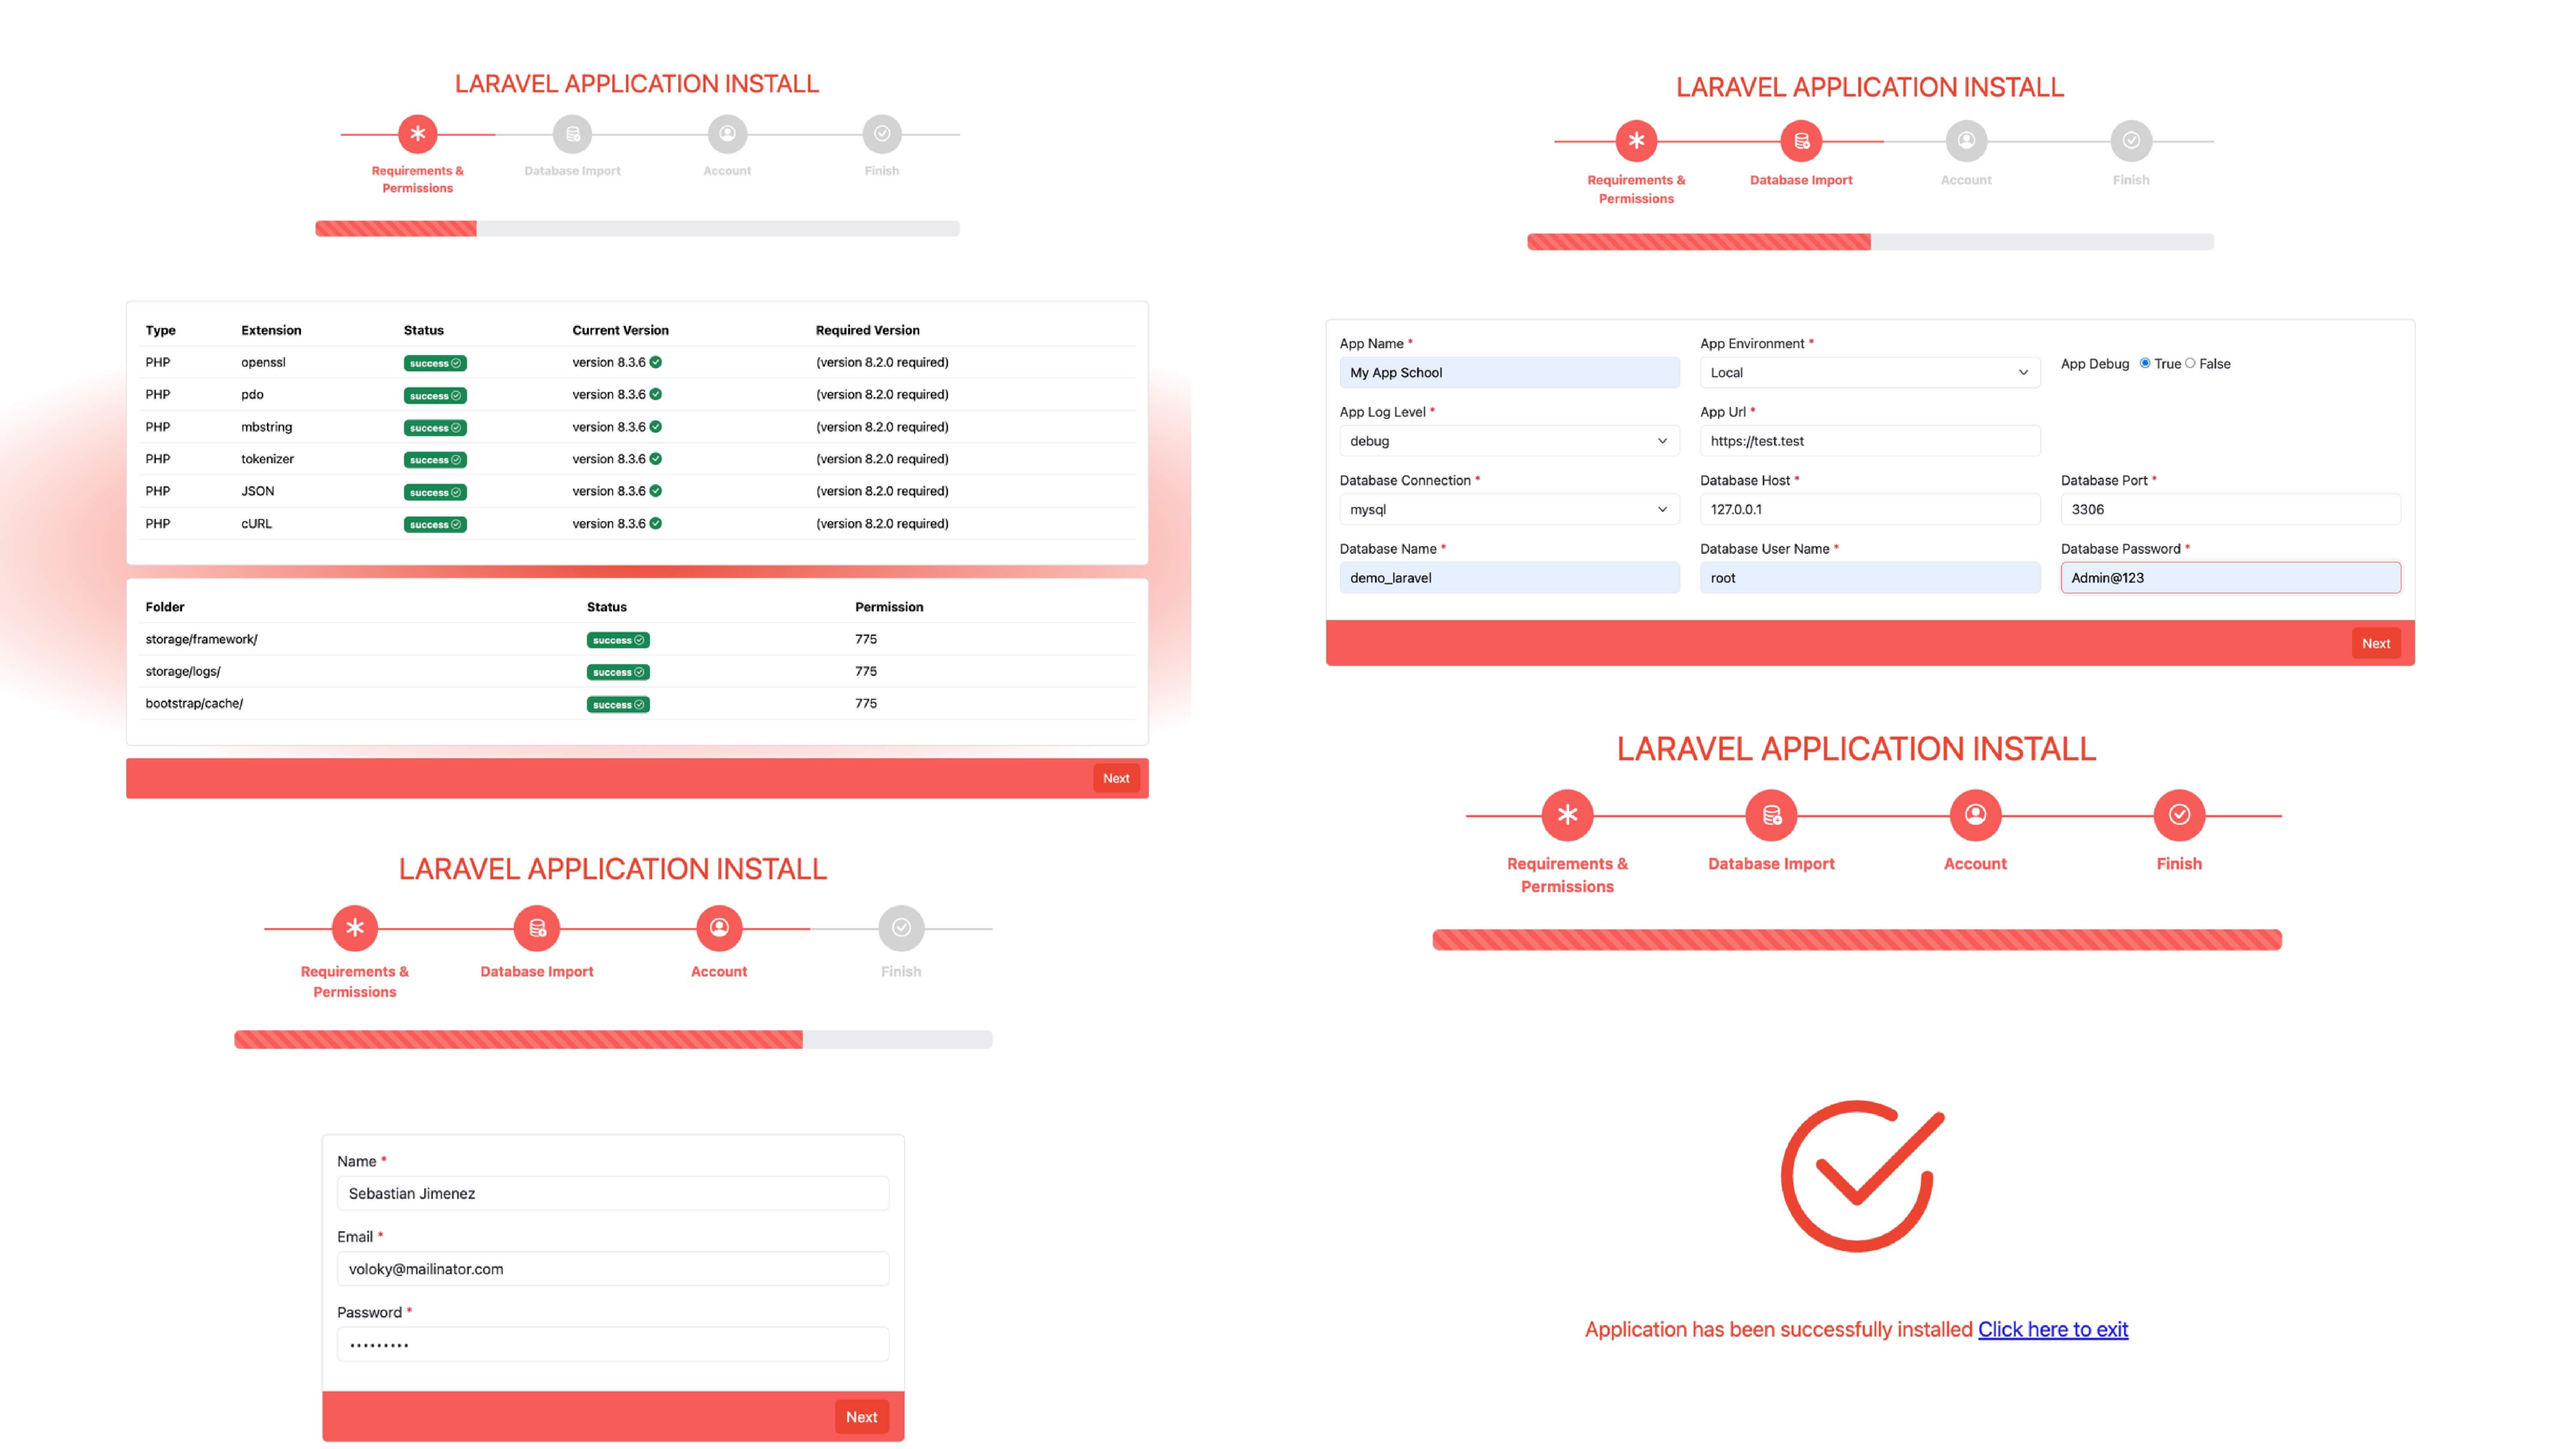 LARAVEL APPLICATION INSTALL
Requirements & Permissions
Database Import
Account
Finish
Type Extension Status Current Version Required Version
PHP openssl success version 8.3.6 (version 8.2.0 required)
PHP pdo success version 8.3.6 (version 8.2.0 required)
PHP mbstring success version 8.3.6 (version 8.2.0 required)
PHP tokenizer success version 8.3.6 (version 8.2.0 required)
PHP JSON success version 8.3.6 (version 8.2.0 required)
PHP cURL success version 8.3.6 (version 8.2.0 required)
Folder Status Permission
storage/framework/ success 775
storage/logs/ success 775
bootstrap/cache/ success 775
Next
LARAVEL APPLICATION INSTALL
Requirements & Permissions
Database Import
Account
Finish
App Name * App Environment *
My App School Local App Debug True False
App Log Level * App Url *
debug https://test.test
Database Connection * Database Host * Database Port *
mysql 127.0.0.1 3306
Database Name * Database User Name * Database Password *
demo_laravel root Admin@123
Next
LARAVEL APPLICATION INSTALL
Requirements & Permissions
Database Import
Account
Finish
Name *
Sebastian Jimenez
Email *
voloky@mailinator.com
Password *
•••••••••
Next
LARAVEL APPLICATION INSTALL
Requirements & Permissions
Database Import
Account
Finish
Application has been successfully installed Click here to exit